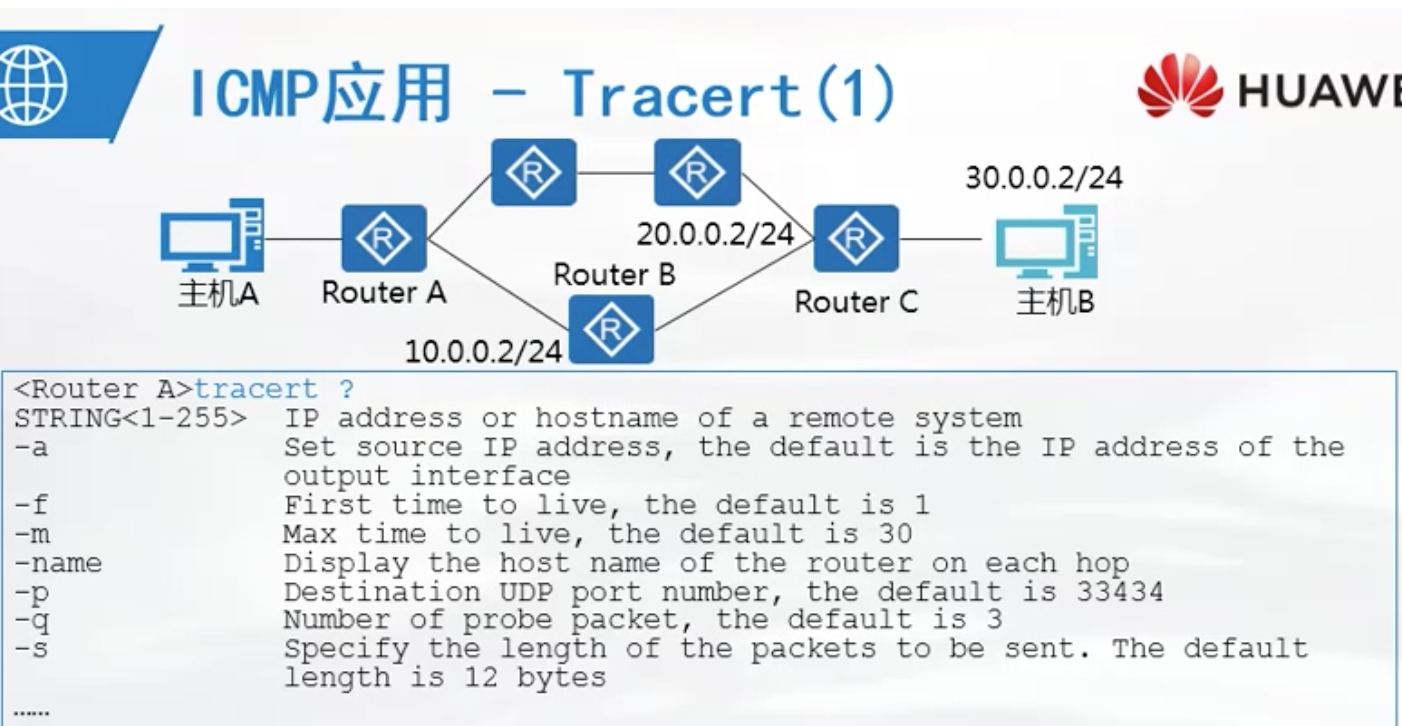 ICMP应用 - Tracert(1)
HUAWE
30.0.0.2/24
R
R
R
20.0.0.2/24
R
主机A
Router A
Router B
Router C
主机B
R
10.0.0.2/24
<Router A>tracert ?
STRING<1-255> IP address or hostname of a remote system
-a Set source IP address, the default is the IP address of the
output interface
-f First time to live, the default is 1
-m Max time to live, the default is 30
-name Display the host name of the router on each hop
-p Destination UDP port number, the default is 33434
-q Number of probe packet, the default is 3
-s Specify the length of the packets to be sent. The default
length is 12 bytes
……